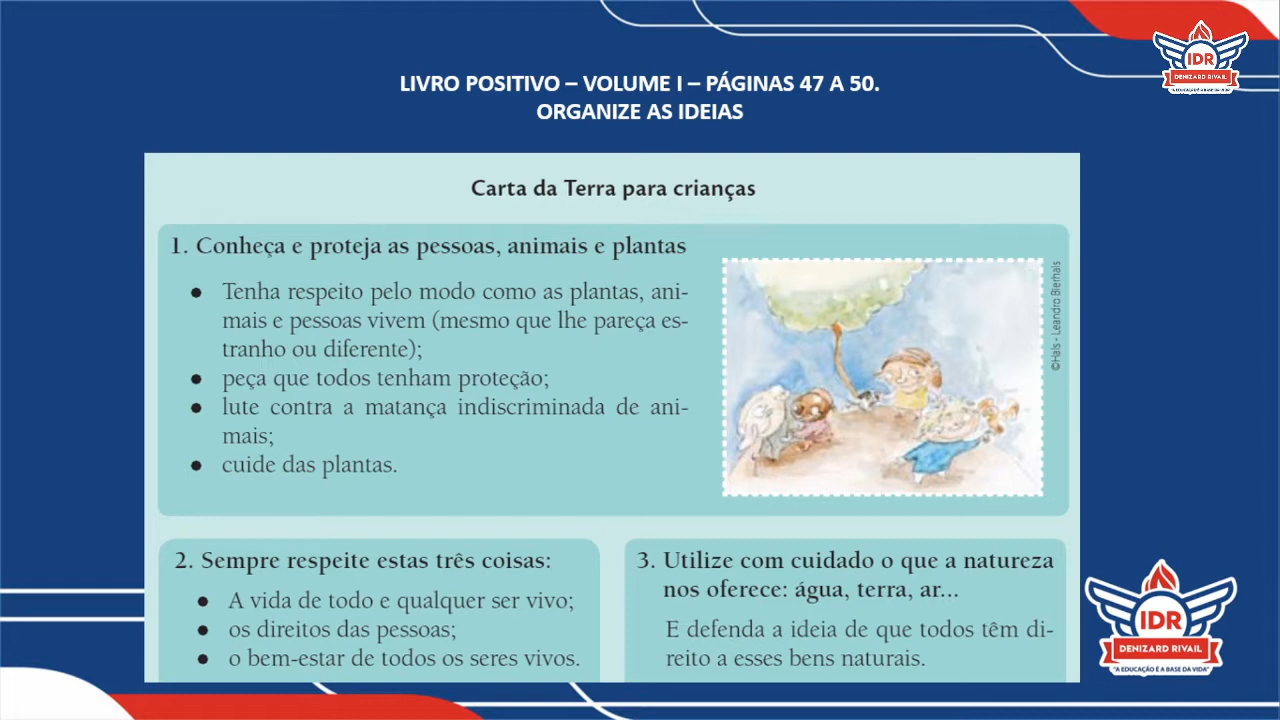 LIVRO POSITIVO – VOLUME I – PÁGINAS 47 A 50.
ORGANIZE AS IDEIAS
IDR
DENIZARD RIVAIL
"A EDUCAÇÃO É A BASE DA VIDA"
Carta da Terra para crianças
1. Conheça e proteja as pessoas, animais e plantas
● Tenha respeito pelo modo como as plantas, ani-
mais e pessoas vivem (mesmo que lhe pareça es-
tranho ou diferente);
● peça que todos tenham proteção;
● lute contra a matança indiscriminada de ani-
mais;
● cuide das plantas.
©Hals - Leandro Bierhals
2. Sempre respeite estas três coisas:
● A vida de todo e qualquer ser vivo;
● os direitos das pessoas;
● o bem-estar de todos os seres vivos.
3. Utilize com cuidado o que a natureza
nos oferece: água, terra, ar...
E defenda a ideia de que todos têm di-
reito a esses bens naturais.
IDR
DENIZARD RIVAIL
"A EDUCAÇÃO É A BASE DA VIDA"